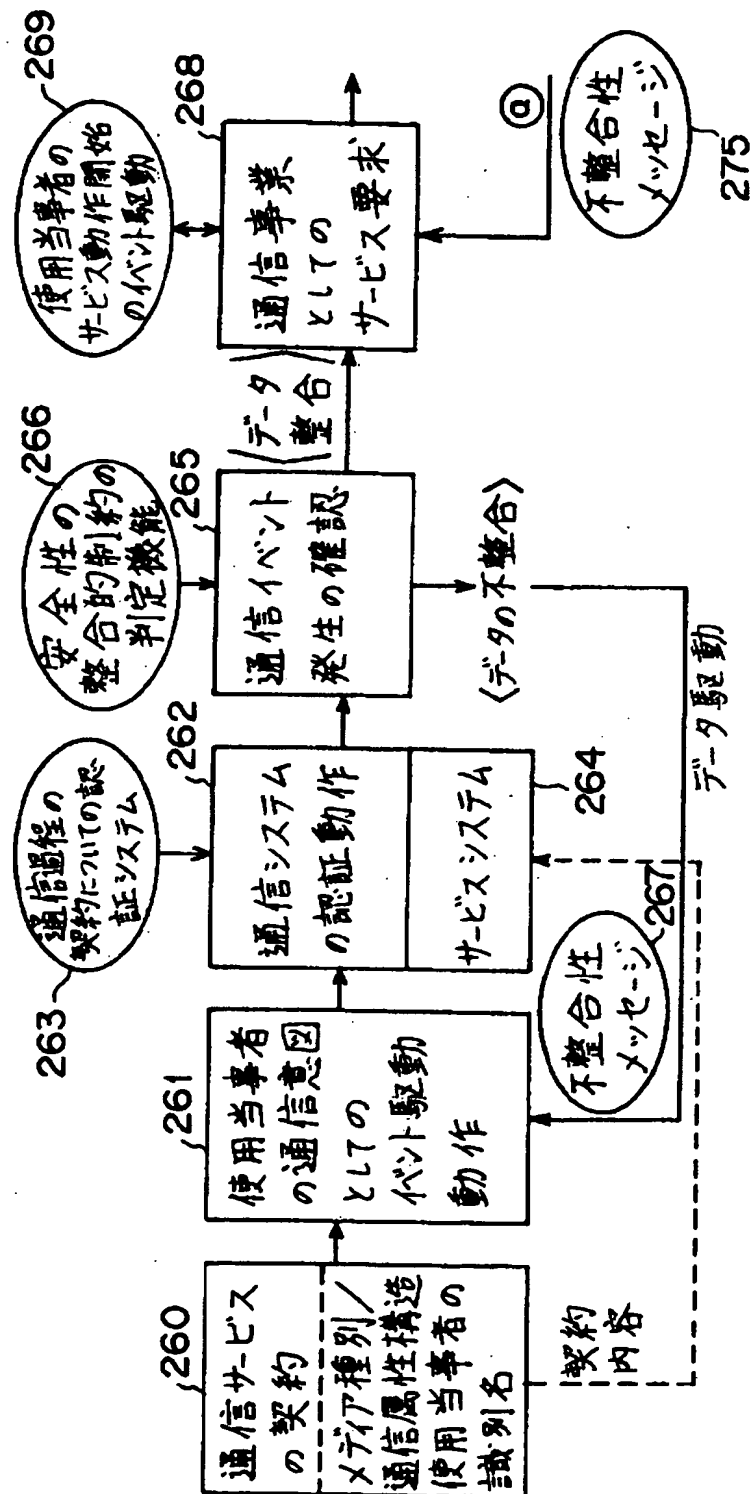 260
通信サービス
の契約
メディア種別/
通信属性構造
使用当事者の
識別名
契約
内容
261
使用当事者
の通信意図
としての
イベント駆動
動作
263
通信過程の
契約についての認
証システム
262
通信システム
の認証動作
サービスシステム
264
不整合性
メッセージ
267
266
安全性の
整合的制約の
判定機能
265
通信イベント
発生の確認
〈データの不整合〉
データ駆動
〈データ
整合〉
269
使用当事者の
サービス動作開始
のイベント駆動
268
通信事業
としての
サービス要求
ⓐ
不整合性
メッセージ
275